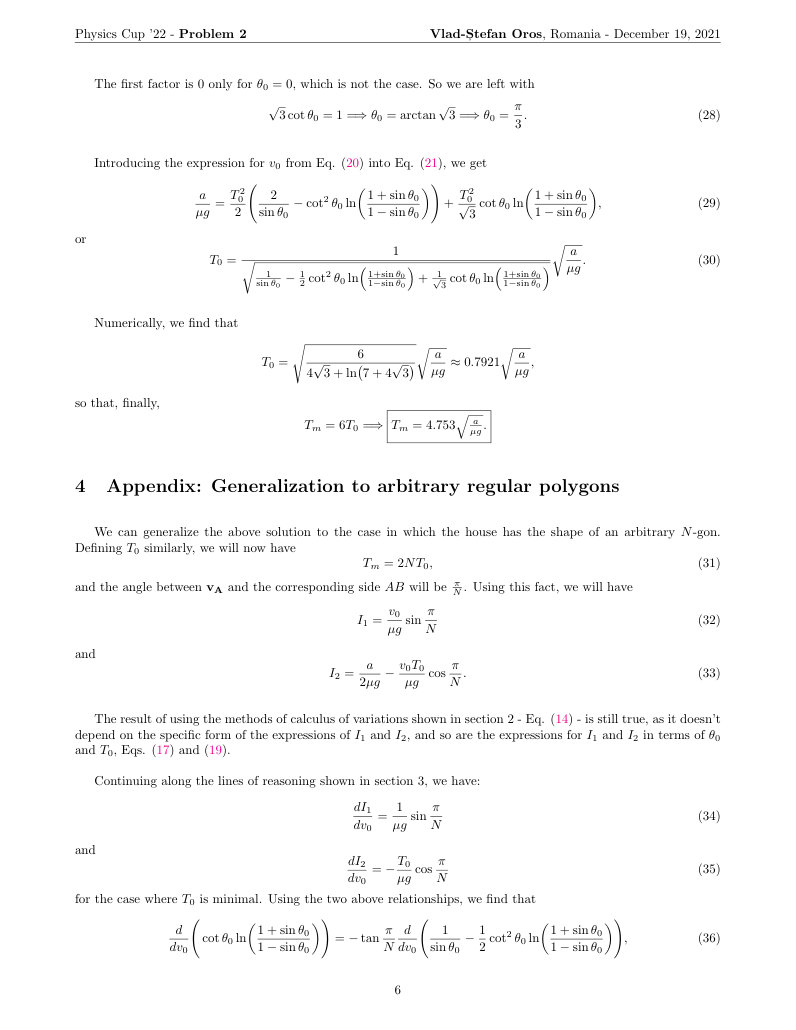 Physics Cup '22 - Problem 2 Vlad-Ștefan Oros, Romania - December 19, 2021
The first factor is 0 only for θ₀ = 0, which is not the case. So we are left with
√3 cot θ₀ = 1 ⟹ θ₀ = arctan √3 ⟹ θ₀ = π/3. (28)
Introducing the expression for v₀ from Eq. (20) into Eq. (21), we get
a/μg = T₀²/2 (2/sin θ₀ − cot² θ₀ ln((1 + sin θ₀)/(1 − sin θ₀))) + T₀²/√3 cot θ₀ ln((1 + sin θ₀)/(1 − sin θ₀)), (29)
or
T₀ = 1/√(1/sin θ₀ − 1/2 cot² θ₀ ln((1+sin θ₀)/(1−sin θ₀)) + 1/√3 cot θ₀ ln((1+sin θ₀)/(1−sin θ₀))) √(a/μg). (30)
Numerically, we find that
T₀ = √(6/(4√3 + ln(7 + 4√3))) √(a/μg) ≈ 0.7921√(a/μg),
so that, finally,
Tₘ = 6T₀ ⟹ Tₘ = 4.753√(a/μg).
4 Appendix: Generalization to arbitrary regular polygons
We can generalize the above solution to the case in which the house has the shape of an arbitrary N-gon.
Defining T₀ similarly, we will now have
Tₘ = 2NT₀, (31)
and the angle between v_A and the corresponding side AB will be π/N. Using this fact, we will have
I₁ = v₀/μg sin π/N (32)
and
I₂ = a/2μg − v₀T₀/μg cos π/N. (33)
The result of using the methods of calculus of variations shown in section 2 - Eq. (14) - is still true, as it doesn't
depend on the specific form of the expressions of I₁ and I₂, and so are the expressions for I₁ and I₂ in terms of θ₀
and T₀, Eqs. (17) and (19).
Continuing along the lines of reasoning shown in section 3, we have:
dI₁/dv₀ = 1/μg sin π/N (34)
and
dI₂/dv₀ = −T₀/μg cos π/N (35)
for the case where T₀ is minimal. Using the two above relationships, we find that
d/dv₀ (cot θ₀ ln((1 + sin θ₀)/(1 − sin θ₀))) = − tan π/N d/dv₀ (1/sin θ₀ − 1/2 cot² θ₀ ln((1 + sin θ₀)/(1 − sin θ₀))), (36)
6